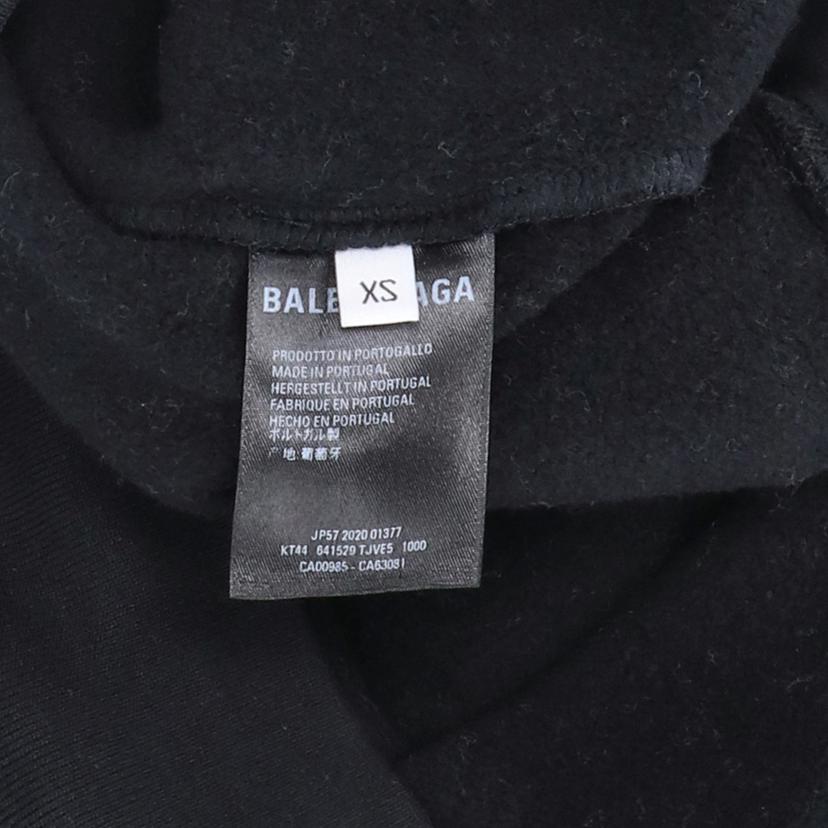 XS
BALE AGA
PRODOTTO IN PORTOGALLO
MADE IN PORTUGAL
HERGESTELLT IN PORTUGAL
FABRIQUE EN PORTUGAL
HECHO EN PORTUGAL
ポルトガル製
产地:葡萄牙
JP57 2020 01377
KT44 641529 TJVE5 1000
CA00985 - CA63081